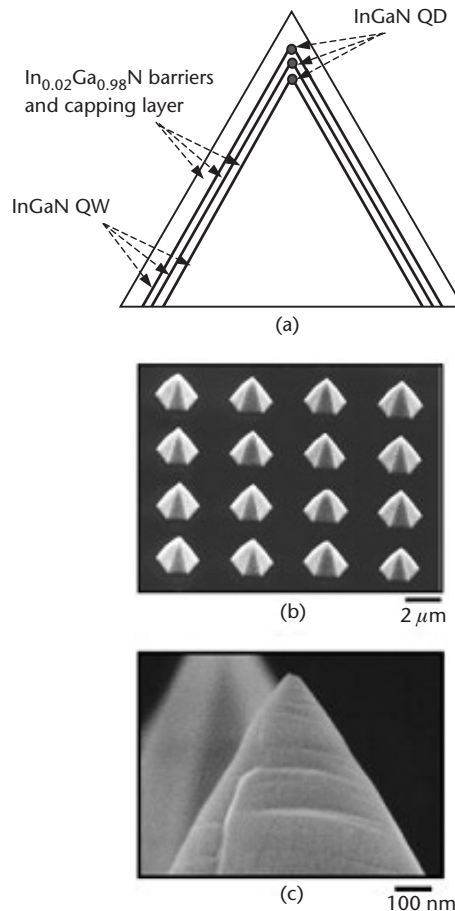 InGaN QD
In0.02Ga0.98N barriers
and capping layer
InGaN QW
(a)
(b)
2 μm
(c)
100 nm